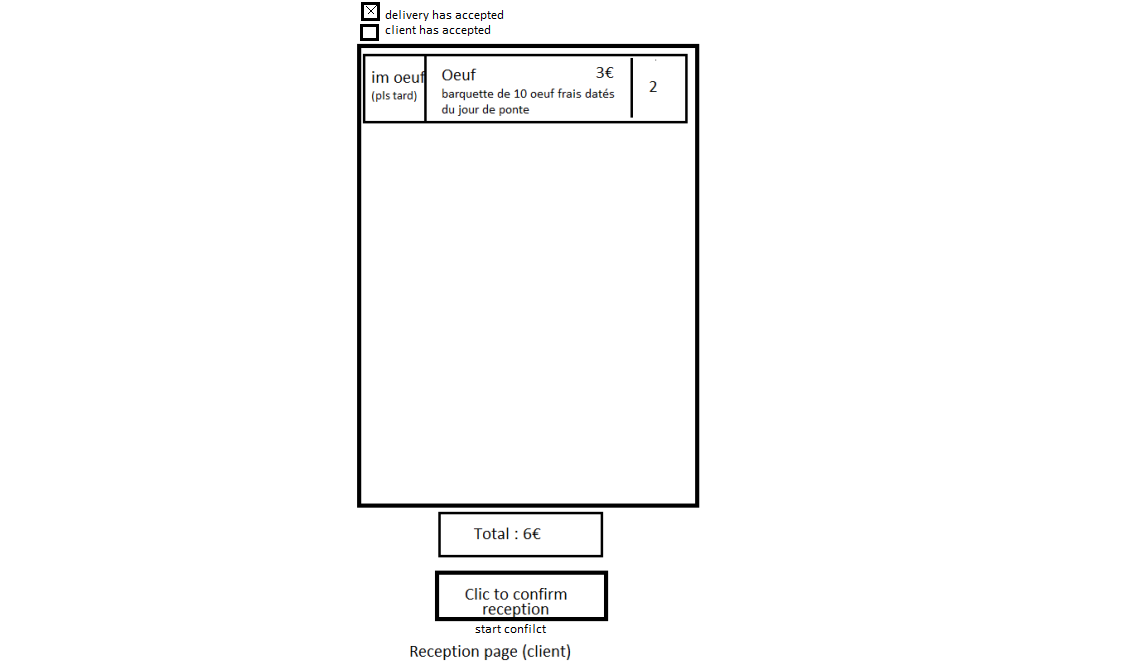 delivery has accepted
client has accepted
im oeuf
(pls tard)
Oeuf 3€
barquette de 10 oeuf frais datés
du jour de ponte
2
Total : 6€
Clic to confirm
reception
start confilct
Reception page (client)